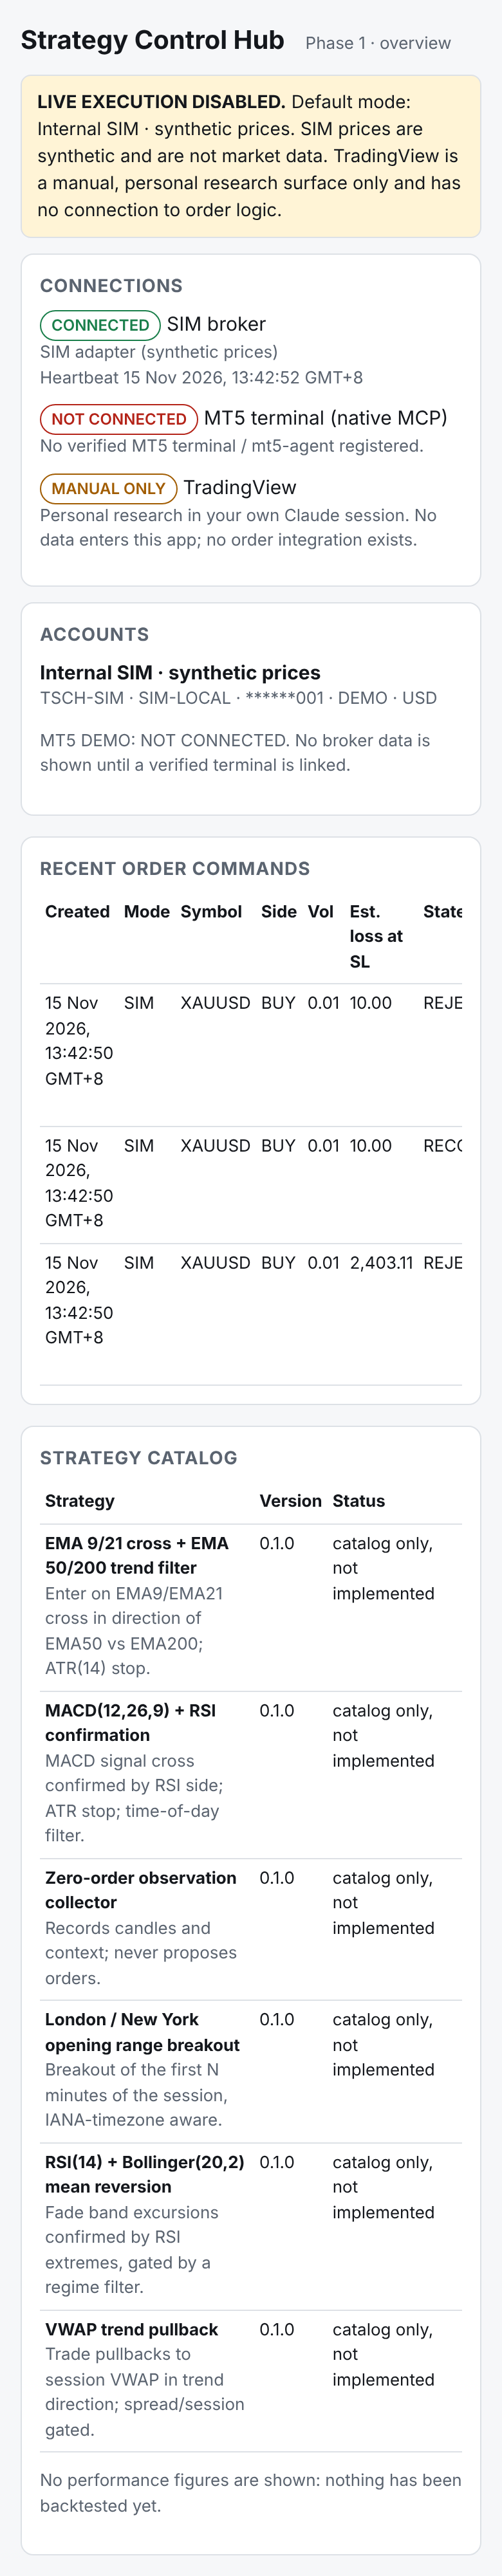 Strategy Control Hub Phase 1 · overview
LIVE EXECUTION DISABLED. Default mode:
Internal SIM · synthetic prices. SIM prices are
synthetic and are not market data. TradingView is
a manual, personal research surface only and has
no connection to order logic.
CONNECTIONS
CONNECTED SIM broker
SIM adapter (synthetic prices)
Heartbeat 15 Nov 2026, 13:42:52 GMT+8
NOT CONNECTED MT5 terminal (native MCP)
No verified MT5 terminal / mt5-agent registered.
MANUAL ONLY TradingView
Personal research in your own Claude session. No
data enters this app; no order integration exists.
ACCOUNTS
Internal SIM · synthetic prices
TSCH-SIM · SIM-LOCAL · ******001 · DEMO · USD
MT5 DEMO: NOT CONNECTED. No broker data is
shown until a verified terminal is linked.
RECENT ORDER COMMANDS
Created Mode Symbol Side Vol Est. State
loss at
SL
15 Nov SIM XAUUSD BUY 0.01 10.00 REJE
2026,
13:42:50
GMT+8
15 Nov SIM XAUUSD BUY 0.01 10.00 RECO
2026,
13:42:50
GMT+8
15 Nov SIM XAUUSD BUY 0.01 2,403.11 REJE
2026,
13:42:50
GMT+8
STRATEGY CATALOG
Strategy Version Status
EMA 9/21 cross + EMA 0.1.0 catalog only,
50/200 trend filter not
Enter on EMA9/EMA21 implemented
cross in direction of
EMA50 vs EMA200;
ATR(14) stop.
MACD(12,26,9) + RSI 0.1.0 catalog only,
confirmation not
MACD signal cross implemented
confirmed by RSI side;
ATR stop; time-of-day
filter.
Zero-order observation 0.1.0 catalog only,
collector not
Records candles and implemented
context; never proposes
orders.
London / New York 0.1.0 catalog only,
opening range breakout not
Breakout of the first N implemented
minutes of the session,
IANA-timezone aware.
RSI(14) + Bollinger(20,2) 0.1.0 catalog only,
mean reversion not
Fade band excursions implemented
confirmed by RSI
extremes, gated by a
regime filter.
VWAP trend pullback 0.1.0 catalog only,
Trade pullbacks to not
session VWAP in trend implemented
direction; spread/session
gated.
No performance figures are shown: nothing has been
backtested yet.